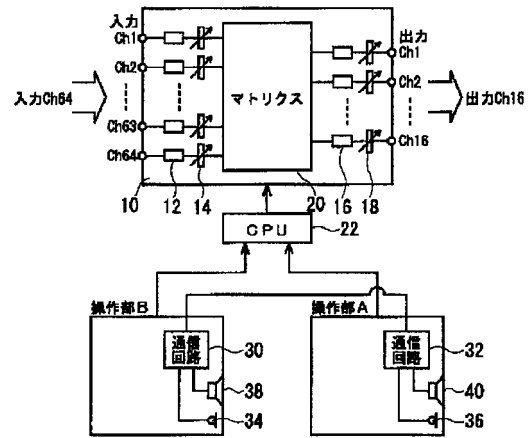 入力
Ch1
Ch2
Ch63
Ch64
入力Ch64
マトリクス
出力
Ch1
Ch2
Ch16
出力Ch16
10
12
14
20
16
18
CPU
22
操作部B
操作部A
通信
回路
30
38
34
通信
回路
32
40
36